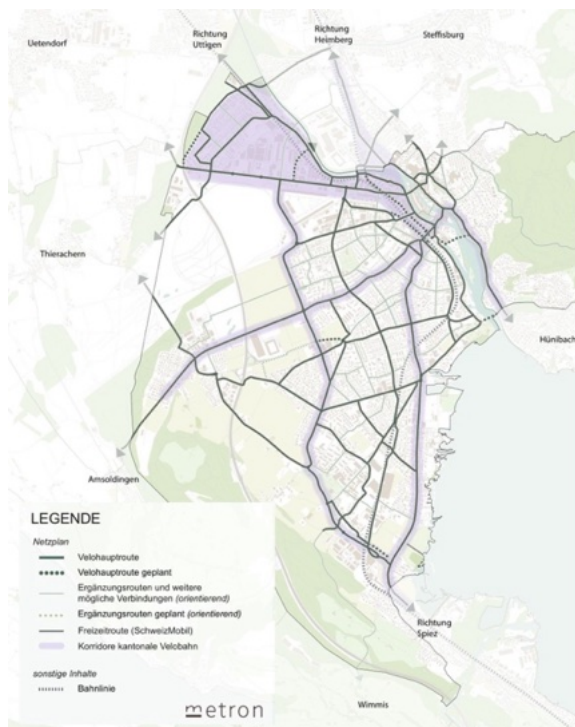 Uetendorf
Richtung
Uttigen
Richtung
Heimberg
Steffisburg
Thierachern
Hünibach
Amsoldingen
Richtung
Spiez
Wimmis
LEGENDE
Netzplan
Velohauptroute
Velohauptroute geplant
Ergänzungsrouten und weitere
mögliche Verbindungen (orientierend)
Ergänzungsrouten geplant (orientierend)
Freizeitroute (SchweizMobil)
Korridore kantonale Velobahn
sonstige Inhalte
Bahnlinie
metron